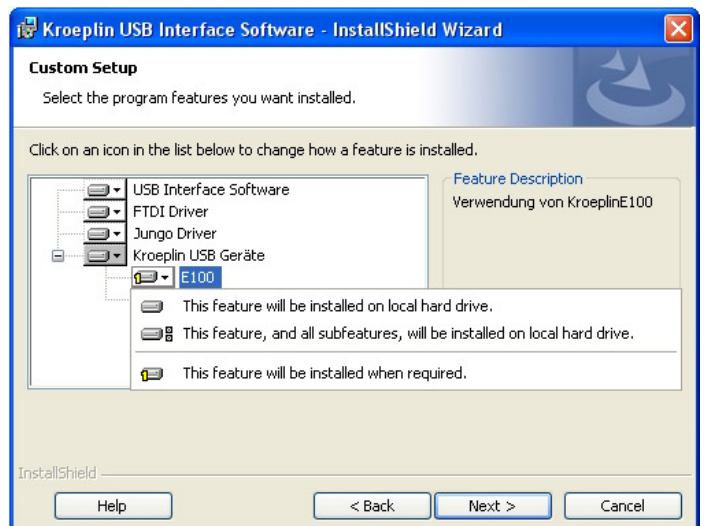 Kroeplin USB Interface Software - InstallShield Wizard
Custom Setup
Select the program features you want installed.
Click on an icon in the list below to change how a feature is installed.
USB Interface Software
FTDI Driver
Jungo Driver
Kroeplin USB Geräte
E100
This feature will be installed on local hard drive.
This feature, and all subfeatures, will be installed on local hard drive.
This feature will be installed when required.
Feature Description
Verwendung von KroeplinE100
InstallShield
Help
< Back
Next >
Cancel